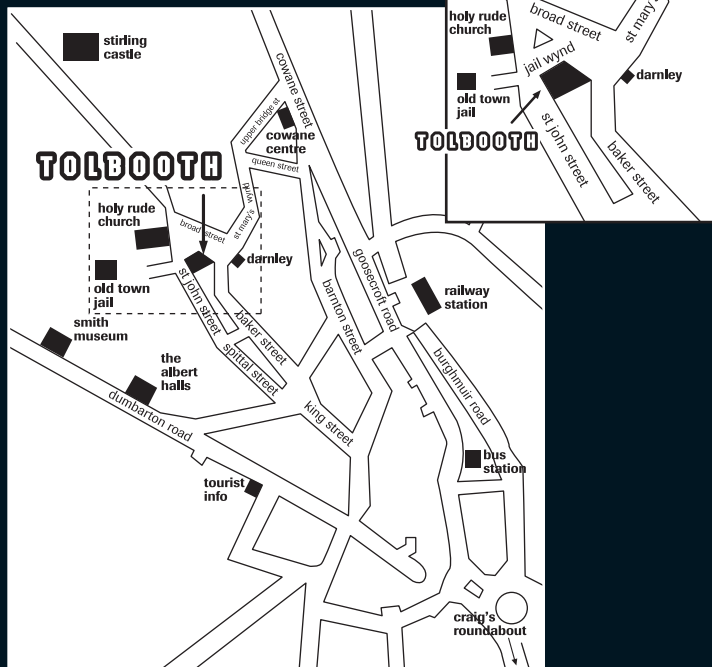 stirling
castle
cowane street
upper bridge st
cowane
centre
queen street
TOLBOOTH
st mary's
wynd
holy rude
church
broad street
darnley
old town
jail
st john street
baker street
spittal street
smith
museum
the
albert
halls
dumbarton road
king street
barnton street
goosecroft road
railway
station
burghmuir road
bus
station
tourist
info
craig's
roundabout
holy rude
church
broad street
st mary's
jail wynd
old town
jail
darnley
TOLBOOTH
st john street
baker street